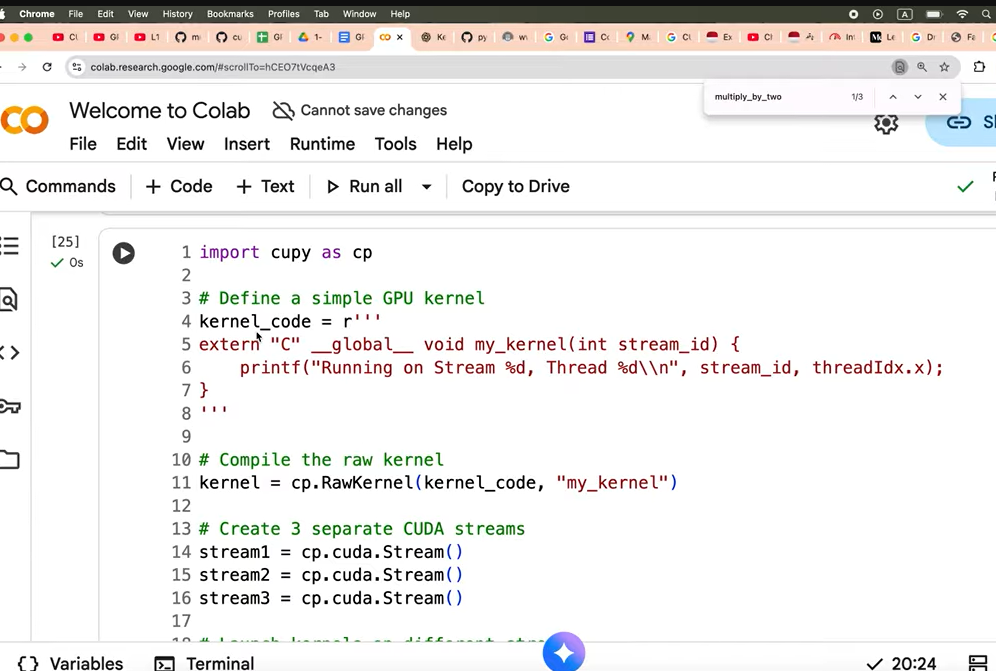 Chrome File Edit View History Bookmarks Profiles Tab Window Help
colab.research.google.com/#scrollTo=hCEO7tVcqeA3
multiply_by_two 1/3
Welcome to Colab Cannot save changes
File Edit View Insert Runtime Tools Help
Commands + Code + Text Run all Copy to Drive
[25]
0s
1 import cupy as cp
2
3 # Define a simple GPU kernel
4 kernel_code = r'''
5 extern "C" __global__ void my_kernel(int stream_id) {
6     printf("Running on Stream %d, Thread %d\\n", stream_id, threadIdx.x);
7 }
8 '''
9
10 # Compile the raw kernel
11 kernel = cp.RawKernel(kernel_code, "my_kernel")
12
13 # Create 3 separate CUDA streams
14 stream1 = cp.cuda.Stream()
15 stream2 = cp.cuda.Stream()
16 stream3 = cp.cuda.Stream()
17
{} Variables Terminal 20:24